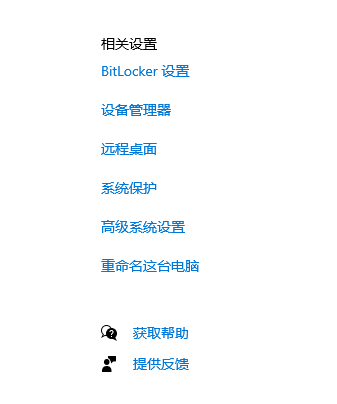 相关设置
BitLocker 设置
设备管理器
远程桌面
系统保护
高级系统设置
重命名这台电脑
获取帮助
提供反馈